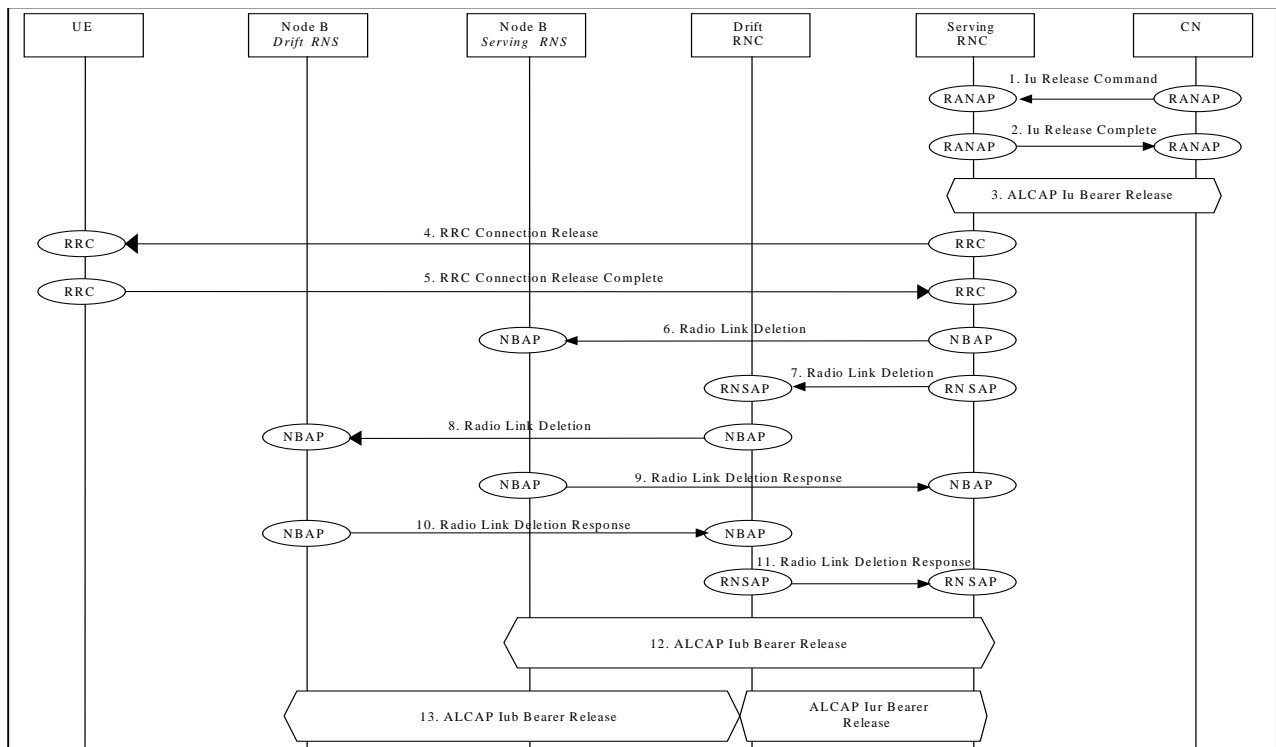 UE
Node B
Drift RNS
Node B
Serving RNS
Drift
RNC
Serving
RNC
CN
1. Iu Release Command
RANAP
RANAP
2. Iu Release Complete
RANAP
RANAP
3. ALCAP Iu Bearer Release
4. RRC Connection Release
RRC
RRC
5. RRC Connection Release Complete
RRC
RRC
6. Radio Link Deletion
NBAP
NBAP
7. Radio Link Deletion
RNSAP
RNSAP
8. Radio Link Deletion
NBAP
NBAP
9. Radio Link Deletion Response
NBAP
NBAP
10. Radio Link Deletion Response
NBAP
NBAP
11. Radio Link Deletion Response
RNSAP
RNSAP
12. ALCAP Iub Bearer Release
13. ALCAP Iub Bearer Release
ALCAP Iur Bearer
Release